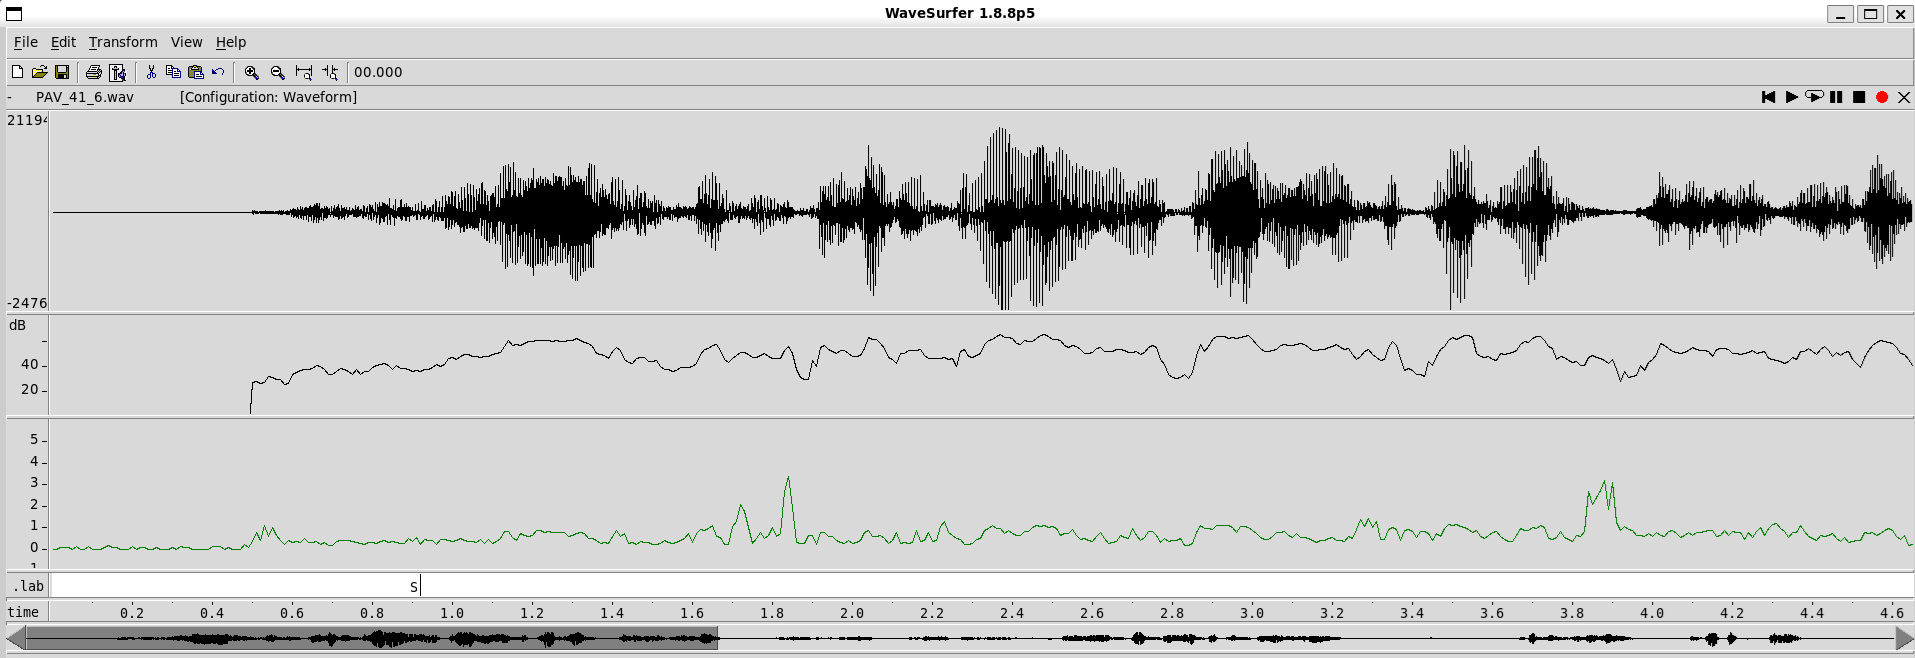 WaveSurfer 1.8.8p5
File Edit Transform View Help
00.000
- PAV_41_6.wav [Configuration: Waveform]
21194
-2476
dB
40
20
5
4
3
2
1
0
.lab s
time 0.2 0.4 0.6 0.8 1.0 1.2 1.4 1.6 1.8 2.0 2.2 2.4 2.6 2.8 3.0 3.2 3.4 3.6 3.8 4.0 4.2 4.4 4.6